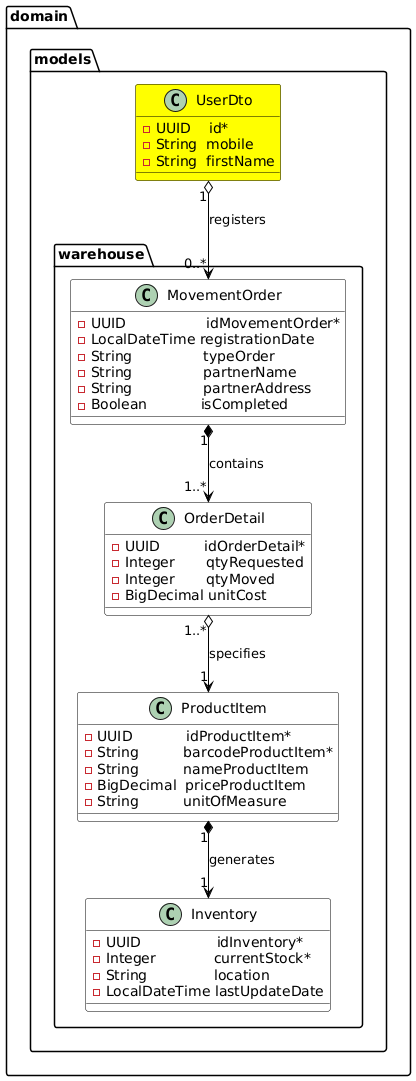 domain
models
C UserDto
UUID id*
String mobile
String firstName
1
registers
0..*
warehouse
C MovementOrder
UUID idMovementOrder*
LocalDateTime registrationDate
String typeOrder
String partnerName
String partnerAddress
Boolean isCompleted
1
contains
1..*
C OrderDetail
UUID idOrderDetail*
Integer qtyRequested
Integer qtyMoved
BigDecimal unitCost
1..*
specifies
1
C ProductItem
UUID idProductItem*
String barcodeProductItem*
String nameProductItem
BigDecimal priceProductItem
String unitOfMeasure
1
generates
1
C Inventory
UUID idInventory*
Integer currentStock*
String location
LocalDateTime lastUpdateDate